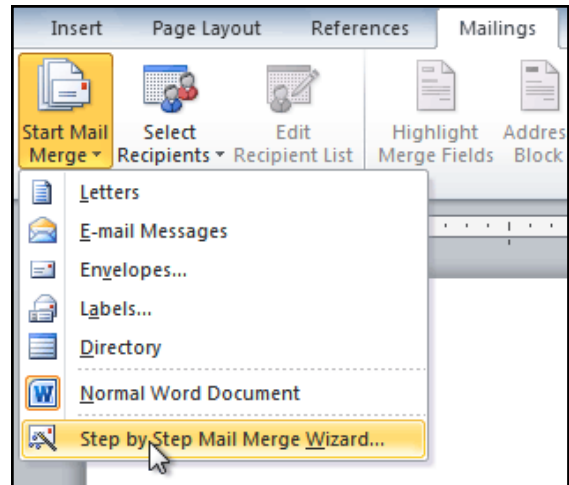 Insert Page Layout References Mailings
Start Mail Select Edit Highlight Addres
Merge Recipients Recipient List Merge Fields Block
Letters
E-mail Messages
Envelopes...
Labels...
Directory
Normal Word Document
Step by Step Mail Merge Wizard...